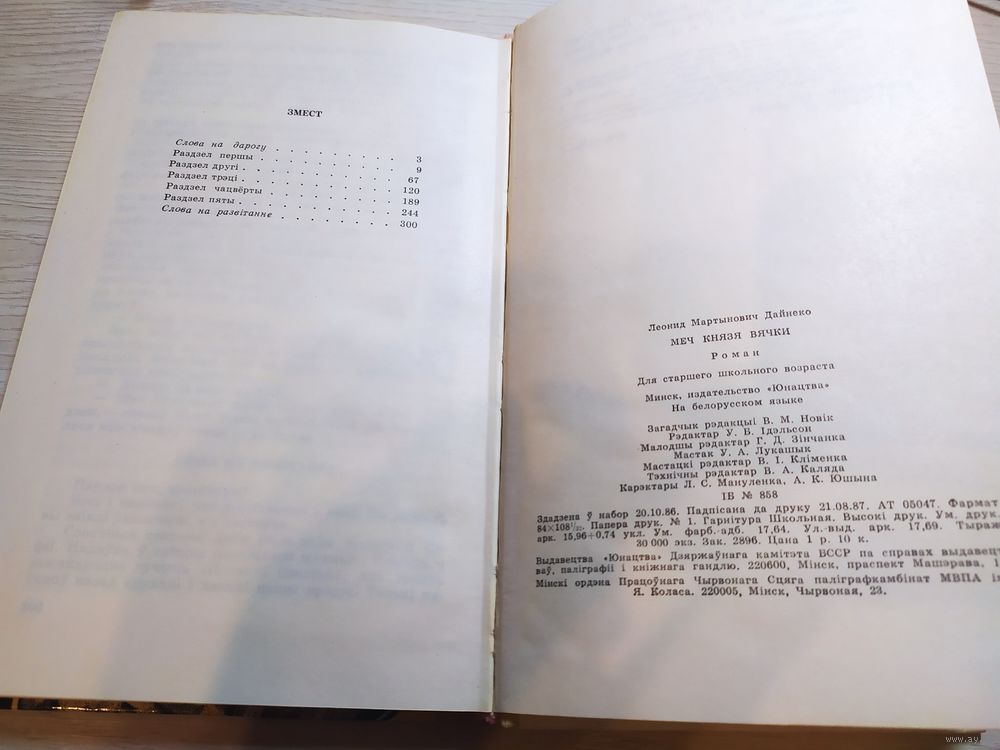 ЗМЕСТ
Слова на дарогу . . . . . . . . . 3
Раздзел першы . . . . . . . . . 9
Раздзел другі . . . . . . . . . 67
Раздзел трэці . . . . . . . . . 120
Раздзел чацвёрты . . . . . . . . . 189
Раздзел пяты . . . . . . . . . 244
Слова на развітанне . . . . . . . . 300
Леонид Мартынович Дайнеко
МЕЧ КНЯЗЯ ВЯЧКИ
Роман
Для старшего школьного возраста
Минск, издательство «Юнацтва»
На белорусском языке
Загадчык рэдакцыі В. М. Новік
Рэдактар У. Б. Ідэльсон
Малодшы рэдактар Г. Д. Зінчанка
Мастак У. А. Лукашык
Мастацкі рэдактар В. І. Кліменка
Тэхнічны рэдактар В. А. Каляда
Карэктары Л. С. Мануленка, А. К. Юшына
ІВ № 858
Здадзена ў набор 20.10.86. Падпісана да друку 21.08.87. АТ 05047. Фармат
84×108¹/₃₂. Папера друк. № 1. Гарнітура Школьная. Высокі друк. Ум. друк.
арк. 15,96+0,74 укл. Ум. фарб.-адб. 17,64. Ул.-выд. арк. 17,69. Тыраж
30 000 экз. Зак. 2896. Цана 1 р. 10 к.
Выдавецтва «Юнацтва» Дзяржаўнага камітэта БССР па справах выдавецт
ваў, паліграфіі і кніжнага гандлю. 220600, Мінск, праспект Машэрава, 1
Мінскі ордэна Працоўнага Чырвонага Сцяга паліграфкамбінат МВПА ім
Я. Коласа. 220005, Мінск, Чырвоная, 23.
www.ay.